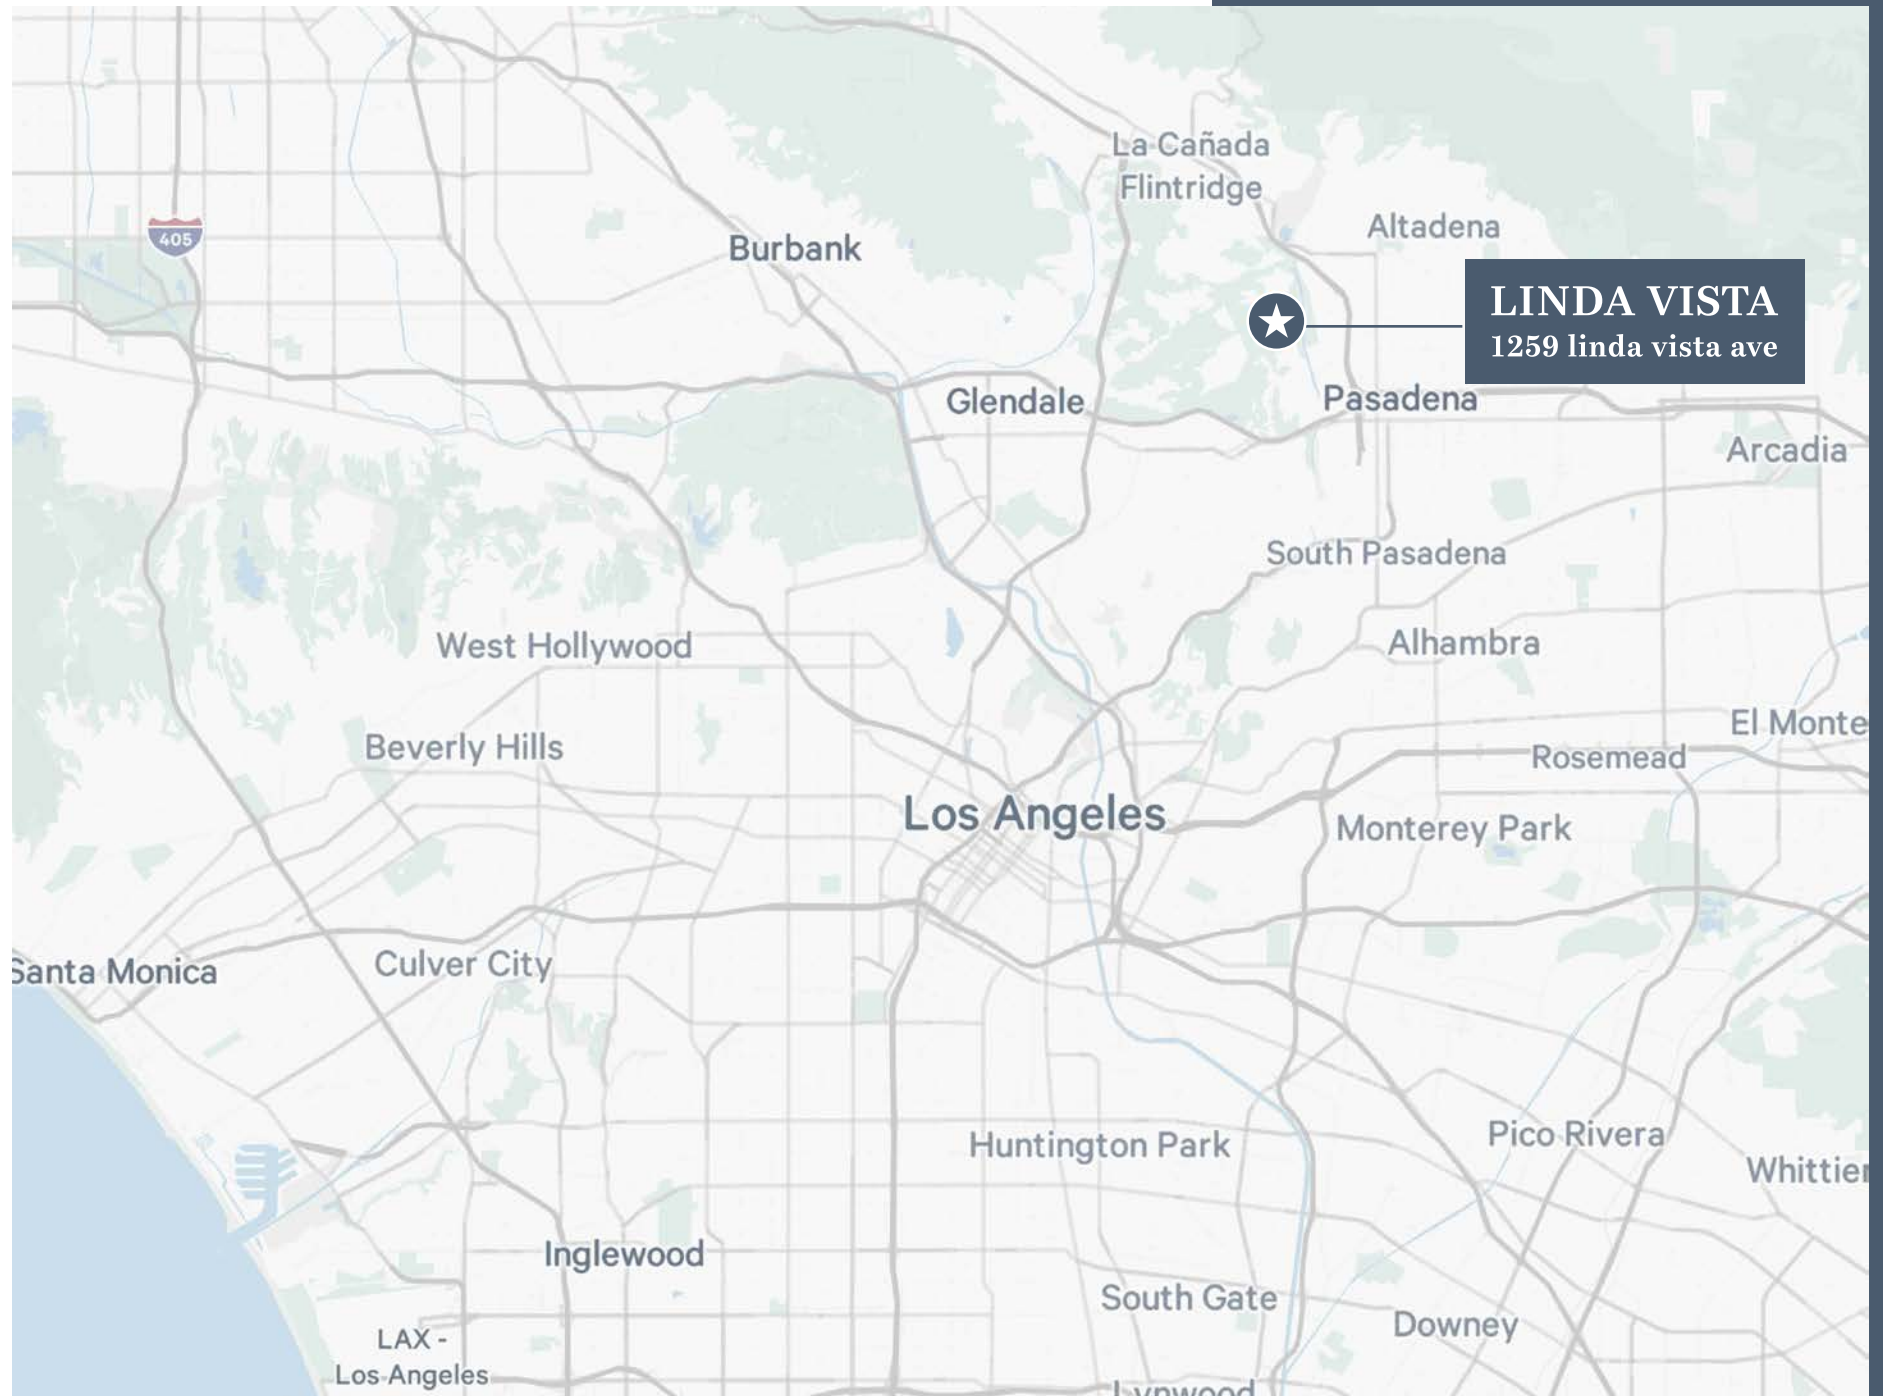 La Cañada
Flintridge
Altadena
405
Burbank
LINDA VISTA
1259 linda vista ave
Glendale
Pasadena
Arcadia
South Pasadena
West Hollywood
Alhambra
El Monte
Beverly Hills
Rosemead
Los Angeles
Monterey Park
Santa Monica
Culver City
Huntington Park
Pico Rivera
Whittier
Inglewood
South Gate
Downey
LAX -
Los Angeles
Lynwood